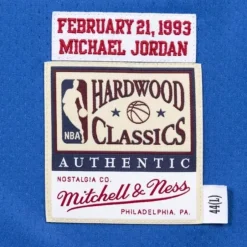 FEBRUARY 21, 1993
MICHAEL JORDAN
HARDWOOD
NBA
CLASSICS
AUTHENTIC
NOSTALGIA CO.
Mitchell & Ness
PHILADELPHIA, PA.
44(L)